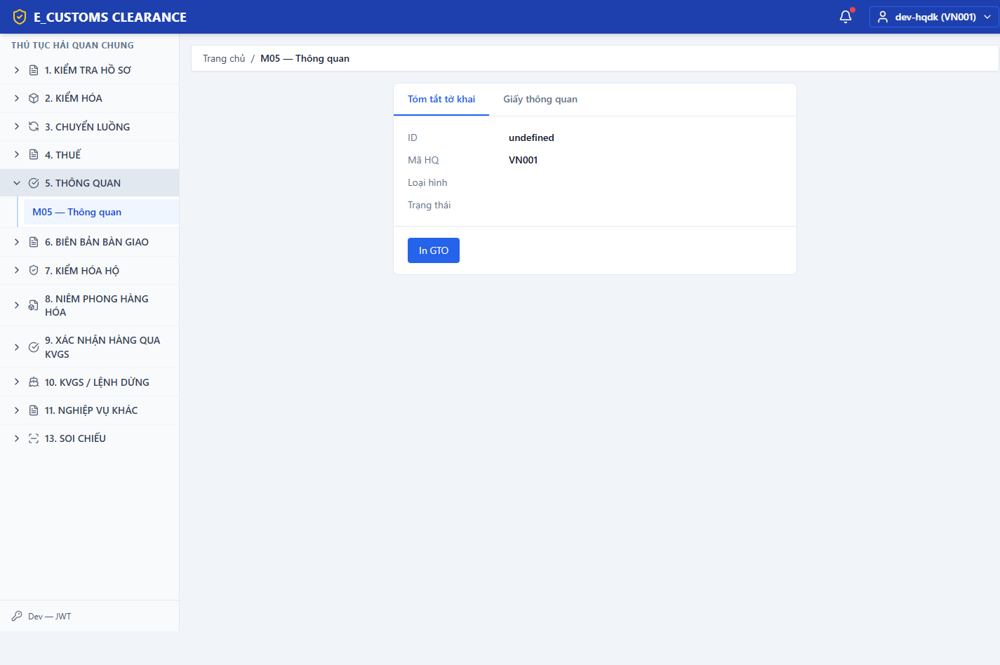 E_CUSTOMS CLEARANCE
dev-hqdk (VN001)
THỦ TỤC HẢI QUAN CHUNG
1. KIỂM TRA HỒ SƠ
2. KIỂM HÓA
3. CHUYỂN LUỒNG
4. THUẾ
5. THÔNG QUAN
M05 — Thông quan
6. BIÊN BẢN BÀN GIAO
7. KIỂM HÓA HỘ
8. NIÊM PHONG HÀNG
HÓA
9. XÁC NHẬN HÀNG QUA
KVGS
10. KVGS / LỆNH DỪNG
11. NGHIỆP VỤ KHÁC
13. SOI CHIẾU
Dev — JWT
Trang chủ / M05 — Thông quan
Tóm tắt tờ khai Giấy thông quan
ID undefined
Mã HQ VN001
Loại hình
Trạng thái
In GTO